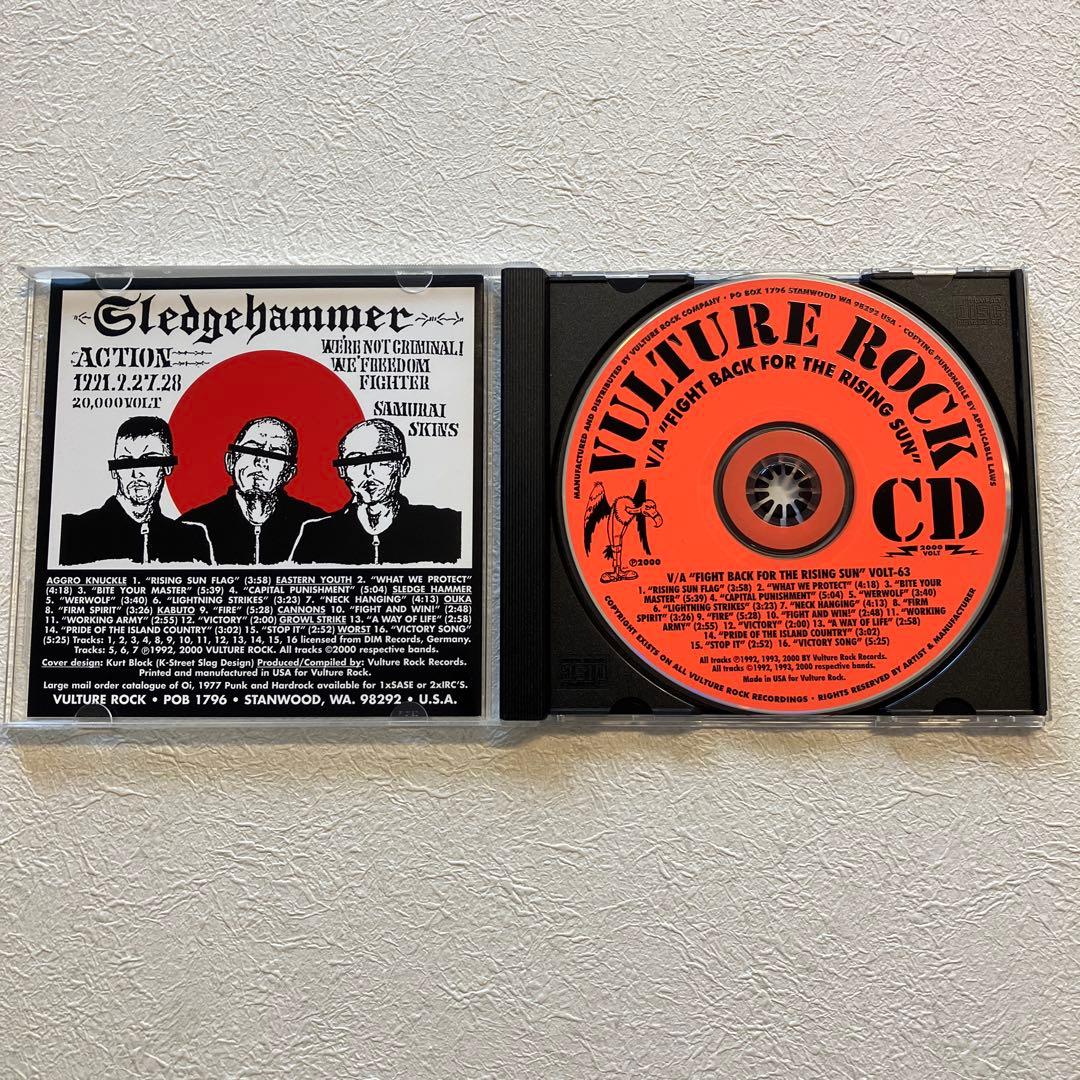 Sledgehammer
ACTION
1991.9.27.28
20,000VOLT
WE'RE NOT CRIMINAL!
WE'FREEDOM
FIGHTER
SAMURAI
SKINS
AGGRO KNUCKLE 1. "RISING SUN FLAG" (3:58) EASTERN YOUTH 2. "WHAT WE PROTECT"
(4:18) 3. "BITE YOUR MASTER" (5:39) 4. "CAPITAL PUNISHMENT" (5:04) SLEDGE HAMMER
5. "WERWOLF" (3:40) 6. "LIGHTNING STRIKES" (3:23) 7. "NECK HANGING" (4:13) OUKA
8. "FIRM SPIRIT" (3:26) KABUTO 9. "FIRE" (5:28) CANNONS 10. "FIGHT AND WIN!" (2:48)
11. "WORKING ARMY" (2:55) 12. "VICTORY" (2:00) GROWL STRIKE 13. "A WAY OF LIFE" (2:58)
14. "PRIDE OF THE ISLAND COUNTRY" (3:02) 15. "STOP IT" (2:52) WORST 16. "VICTORY SONG"
(5:25) Tracks: 1, 2, 3, 4, 8, 9, 10, 11, 12, 13, 14, 15, 16 licensed from DIM Records, Germany.
Tracks: 5, 6, 7 ℗1992, 2000 VULTURE ROCK. All tracks ©2000 respective bands.
Cover design: Kurt Block (K-Street Slag Design) Produced/Compiled by: Vulture Rock Records.
Printed and manufactured in USA for Vulture Rock.
Large mail order catalogue of Oi, 1977 Punk and Hardrock available for 1xSASE or 2xIRC'S.
VULTURE ROCK • POB 1796 • STANWOOD, WA. 98292 • U.S.A.
MANUFACTURED AND DISTRIBUTED BY VULTURE ROCK COMPANY • PO BOX 1796 STANWOOD WA 98292 USA • COPYING PUNISHABLE BY APPLICABLE LAWS
VULTURE ROCK
V/A "FIGHT BACK FOR THE RISING SUN"
CD
2000
VOLT
℗2000
V/A "FIGHT BACK FOR THE RISING SUN" VOLT-63
1. "RISING SUN FLAG" (3:58) 2. "WHAT WE PROTECT" (4:18) 3. "BITE YOUR
MASTER" (5:39) 4. "CAPITAL PUNISHMENT" (5:04) 5. "WERWOLF" (3:40)
6. "LIGHTNING STRIKES" (3:23) 7. "NECK HANGING" (4:13) 8. "FIRM
SPIRIT" (3:26) 9. "FIRE" (5:28) 10. "FIGHT AND WIN!" (2:48) 11. "WORKING
ARMY" (2:55) 12. "VICTORY" (2:00) 13. "A WAY OF LIFE" (2:58)
14. "PRIDE OF THE ISLAND COUNTRY" (3:02)
15. "STOP IT" (2:52) 16. "VICTORY SONG" (5:25)
All tracks ℗1992, 1993, 2000 BY Vulture Rock Records.
All tracks ©1992, 1993, 2000 respective bands.
Made in USA for Vulture Rock.
COPYRIGHT EXISTS ON ALL VULTURE ROCK RECORDINGS • RIGHTS RESERVED BY ARTIST & MANUFACTURER
COMPACT
disc
DIGITAL AUDIO